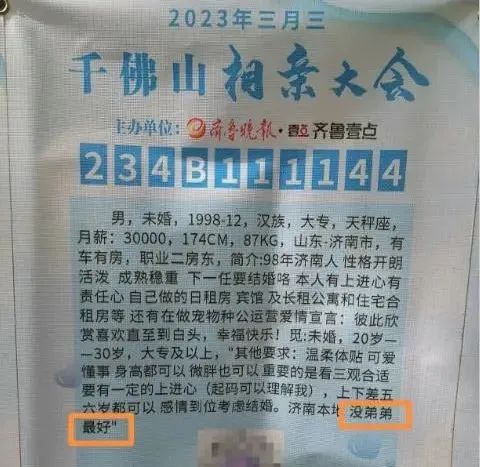 2023年三月三
千佛山相亲大会
主办单位：齐鲁晚报·壹点 齐鲁壹点
234B111144
男，未婚，1998-12，汉族，大专，天秤座，
月薪：30000，174CM，87KG，山东-济南市，有
车有房，职业二房东，简介:98年济南人 性格开朗
活泼 成熟稳重 下一任要结婚咯 本人有上进心有
责任心 自己做的日租房 宾馆 及长租公寓和住宅合
租房等 还有在做宠物种公运营爱情宣言：彼此欣
赏喜欢直至到白头，幸福快乐！觅:未婚，20岁—
—30岁，大专及以上，"其他要求：温柔体贴 可爱
懂事 身高都可以 微胖也可以 重要的是看三观合适
要有一定的上进心（起码可以理解我），上下差五
六岁都可以 感情到位考虑结婚。济南本地 没弟弟
最好"